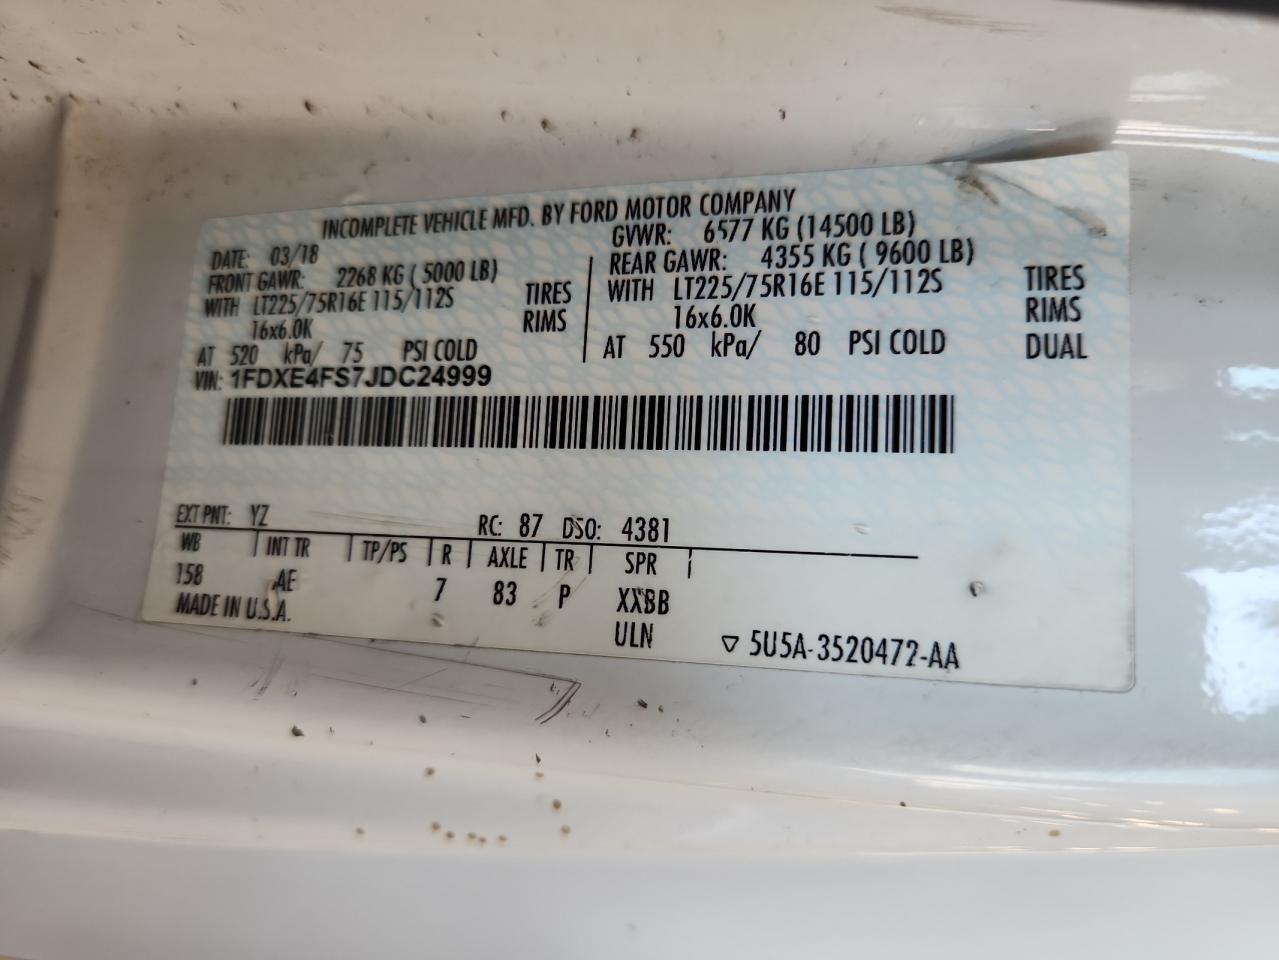 INCOMPLETE VEHICLE MFD. BY FORD MOTOR COMPANY
DATE: 03/18
GVWR: 6577 KG (14500 LB)
FRONT GAWR: 2268 KG ( 5000 LB)
REAR GAWR: 4355 KG ( 9600 LB)
WITH LT225/75R16E 115/112S TIRES
WITH LT225/75R16E 115/112S TIRES
16x6.0K RIMS
16x6.0K RIMS
AT 520 kPa/ 75 PSI COLD
AT 550 kPa/ 80 PSI COLD DUAL
VIN: 1FDXE4FS7JDC24999
EXT PNT: YZ RC: 87 DSO: 4381
WB INT TR TP/PS R AXLE TR SPR
158 AE 7 83 P XXBB
MADE IN U.S.A. ULN
▽ 5U5A-3520472-AA